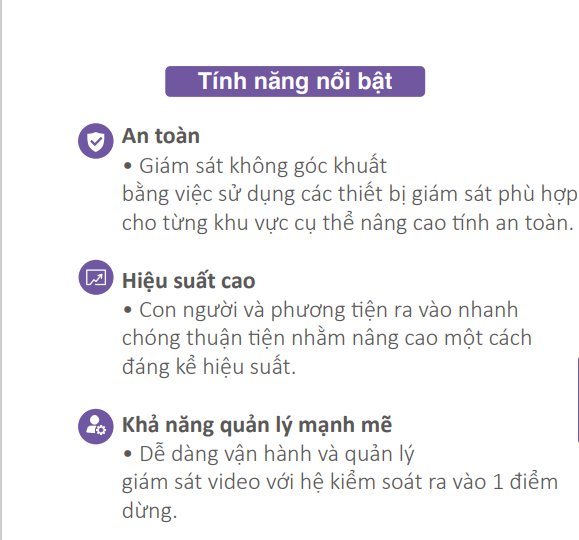 Tính năng nổi bật
An toàn
• Giám sát không góc khuất
bằng việc sử dụng các thiết bị giám sát phù hợp
cho từng khu vực cụ thể nâng cao tính an toàn.
Hiệu suất cao
• Con người và phương tiện ra vào nhanh
chóng thuận tiện nhằm nâng cao một cách
đáng kể hiệu suất.
Khả năng quản lý mạnh mẽ
• Dễ dàng vận hành và quản lý
giám sát video với hệ kiểm soát ra vào 1 điểm
dừng.